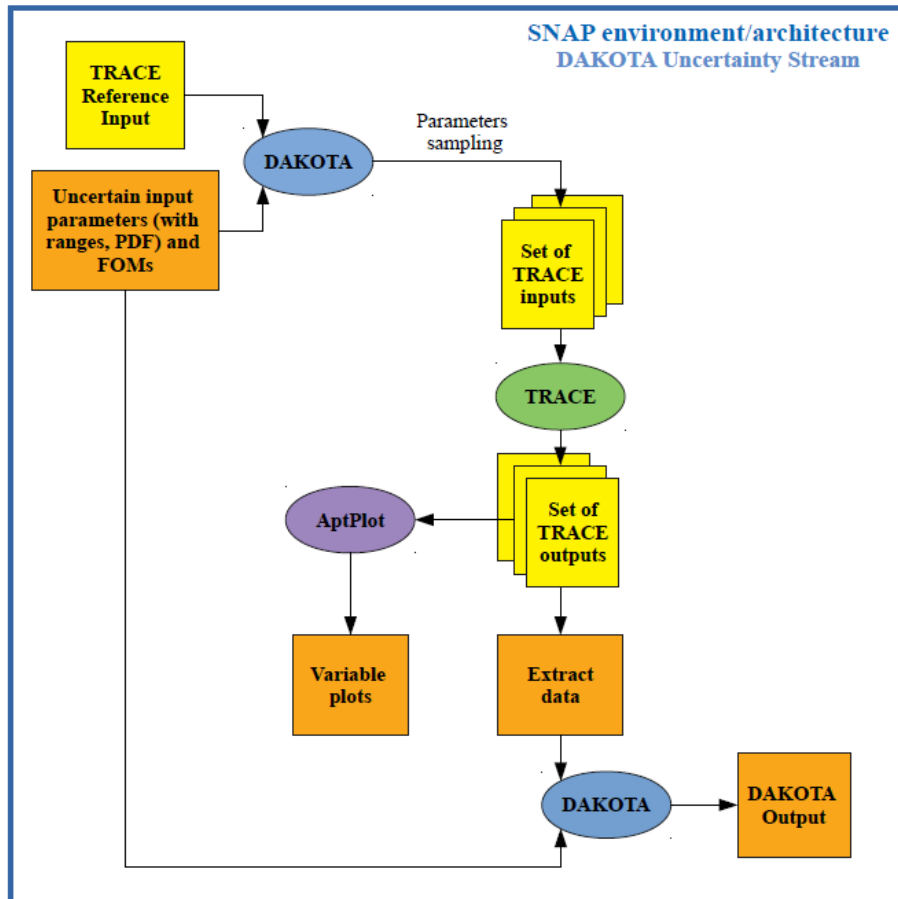 SNAP environment/architecture
DAKOTA Uncertainty Stream
TRACE
Reference
Input
DAKOTA
Parameters
sampling
Uncertain input
parameters (with
ranges, PDF) and
FOMs
Set of
TRACE
inputs
TRACE
AptPlot
Set of
TRACE
outputs
Variable
plots
Extract
data
DAKOTA
DAKOTA
Output